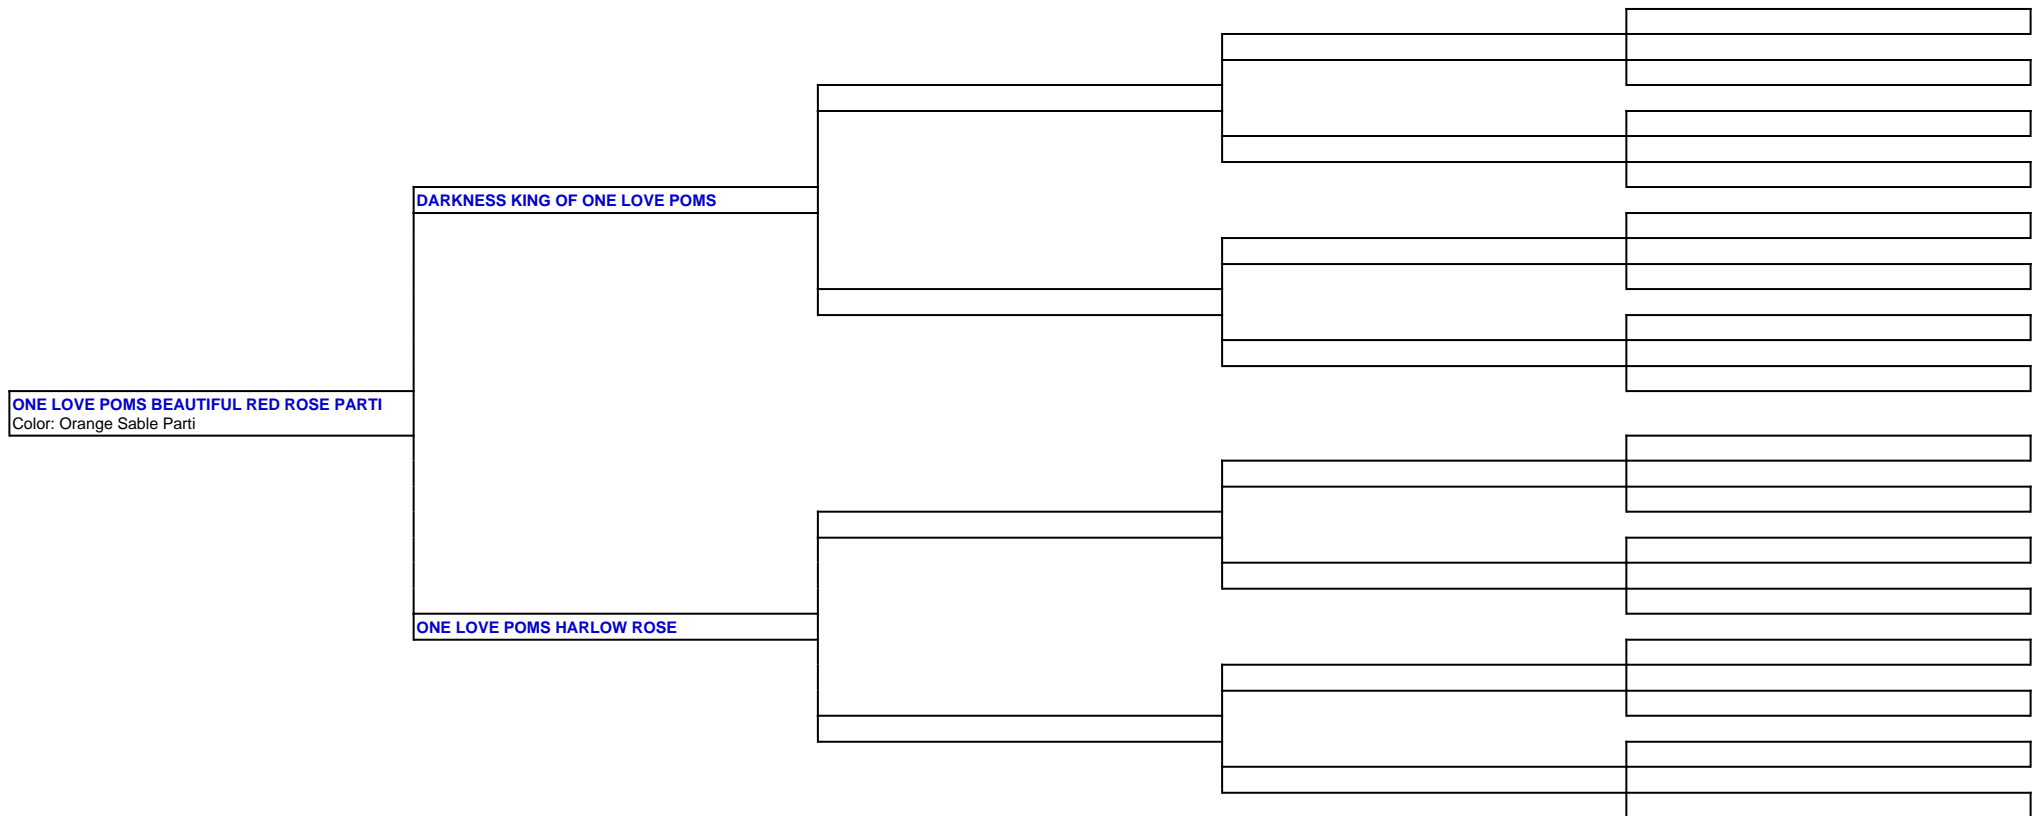 DARKNESS KING OF ONE LOVE POMS
ONE LOVE POMS BEAUTIFUL RED ROSE PARTI
Color: Orange Sable Parti
ONE LOVE POMS HARLOW ROSE